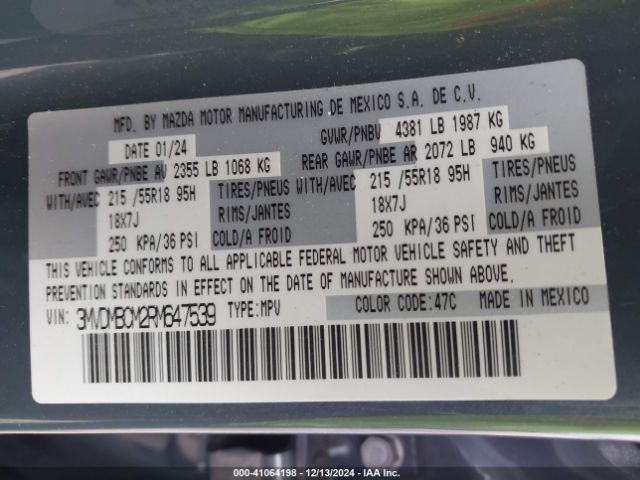 MFD. BY MAZDA MOTOR MANUFACTURING DE MEXICO S.A. DE C.V.
DATE 01/24 GVWR/PNBV 4381 LB 1987 KG
FRONT GAWR/PNBE AV 2355 LB 1068 KG REAR GAWR/PNBE AR 2072 LB 940 KG
WITH/AVEC 215 /55R18 95H TIRES/PNEUS WITH/AVEC 215 /55R18 95H TIRES/PNEUS
18X7J RIMS/JANTES 18X7J RIMS/JANTES
250 KPA/36 PSI COLD/A FROID 250 KPA/36 PSI COLD/A FROID
THIS VEHICLE CONFORMS TO ALL APPLICABLE FEDERAL MOTOR VEHICLE SAFETY AND THEFT
PREVENTION STANDARDS IN EFFECT ON THE DATE OF MANUFACTURE SHOWN ABOVE.
VIN: 3MVDMBCM2RM647539 TYPE:MPV COLOR CODE:47C MADE IN MEXICO
000-41064198 - 12/13/2024 - IAA Inc.